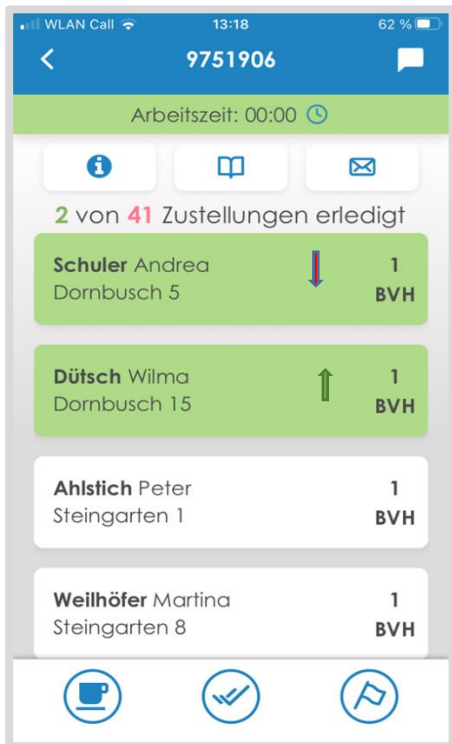 WLAN Call 13:18 62 %
9751906
Arbeitszeit: 00:00
2 von 41 Zustellungen erledigt
Schuler Andrea 1
Dornbusch 5 BVH
Dütsch Wilma 1
Dornbusch 15 BVH
Ahlstich Peter 1
Steingarten 1 BVH
Weilhöfer Martina 1
Steingarten 8 BVH